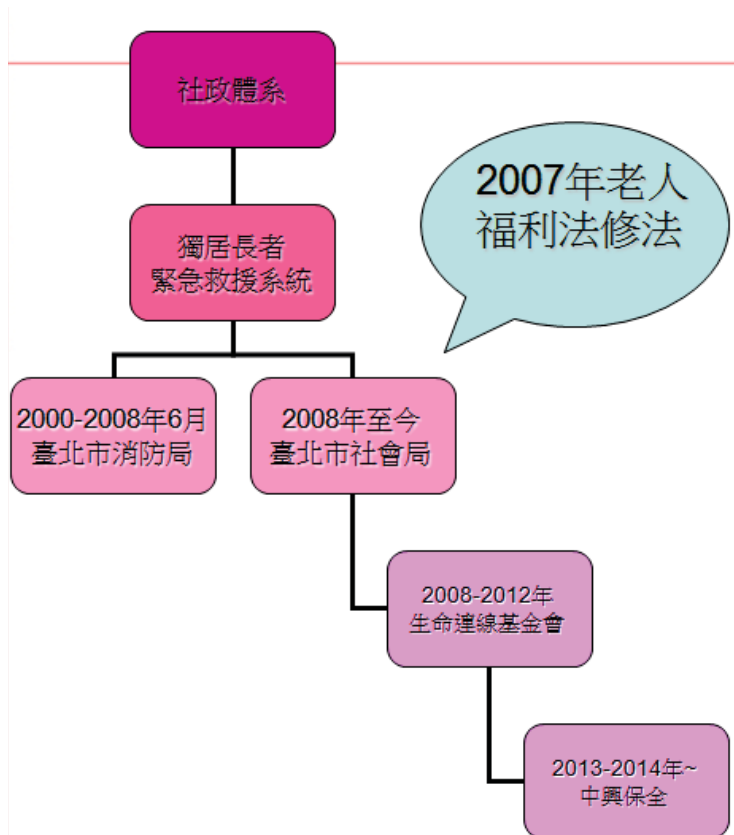 社政體系
2007年老人
福利法修法
獨居長者
緊急救援系統
2000-2008年6月
臺北市消防局
2008年至今
臺北市社會局
2008-2012年
生命連線基金會
2013-2014年~
中興保全